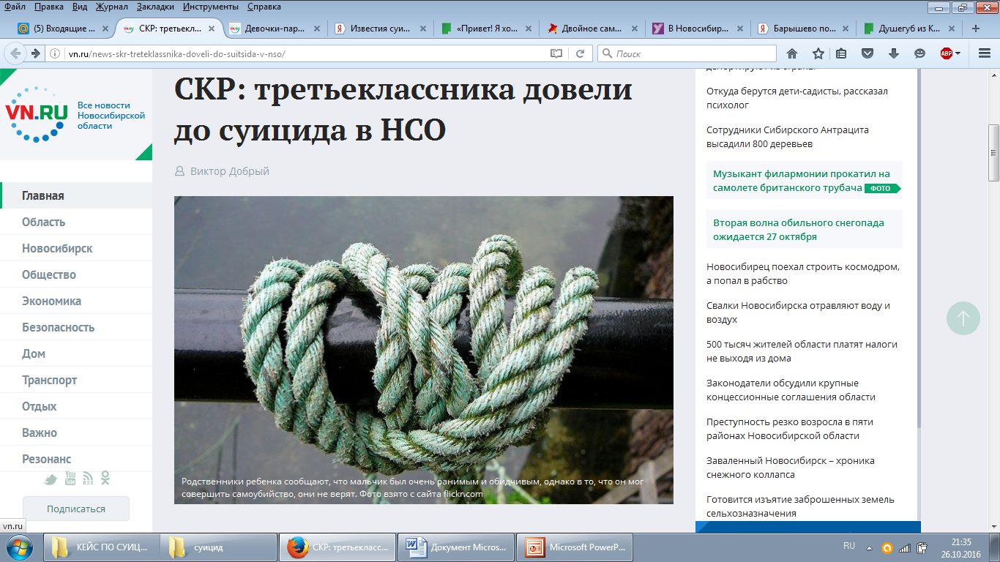 Файл Правка Вид Журнал Закладки Инструменты Справка
(5) Входящие ...
СКР: третьекл...
Девочки-пар...
Известия суи...
«Привет! Я хо...
Двойное сам...
В Новосибир...
Барышево по...
Душегуб из К...
vn.ru/news-skr-treteklassnika-doveli-do-suitsida-v-nso/
Поиск
ABP
VN.RU
Все новости
Новосибирской
области
Главная
Область
Новосибирск
Общество
Экономика
Безопасность
Дом
Транспорт
Отдых
Важно
Резонанс
You
Tube
RSS
Подписаться
vn.ru
СКР: третьеклассника довели
до суицида в НСО
Виктор Добрый
Родственники ребенка сообщают, что мальчик был очень ранимым и обидчивым, однако в то, что он мог
совершить самоубийство, они не верят. Фото взято с сайта flickr.com
Откуда берутся дети-садисты, рассказал
психолог
Сотрудники Сибирского Антрацита
высадили 800 деревьев
Музыкант филармонии прокатил на
самолете британского трубача ФОТО
Вторая волна обильного снегопада
ожидается 27 октября
Новосибирец поехал строить космодром,
а попал в рабство
Свалки Новосибирска отравляют воду и
воздух
500 тысяч жителей области платят налоги
не выходя из дома
Законодатели обсудили крупные
концессионные соглашения области
Преступность резко возросла в пяти
районах Новосибирской области
Заваленный Новосибирск – хроника
снежного коллапса
Готовится изъятие заброшенных земель
сельхозназначения
КЕЙС ПО СУИЦ...
суицид
СКР: третьекласс...
Документ Micros...
Microsoft PowerP...
RU
21:35
26.10.2016